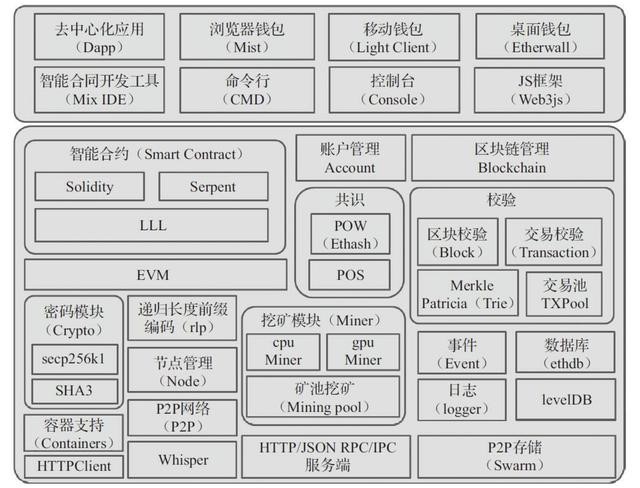 去中心化应用
（Dapp）
浏览器钱包
（Mist）
移动钱包
（Light Client）
桌面钱包
（Etherwall）
智能合同开发工具
（Mix IDE）
命令行
（CMD）
控制台
（Console）
JS框架
（Web3js）
智能合约（Smart Contract）
Solidity
Serpent
LLL
账户管理
Account
区块链管理
Blockchain
共识
POW
（Ethash）
POS
校验
区块校验
（Block）
交易校验
（Transaction）
Merkle
Patricia（Trie）
交易池
TXPool
EVM
密码模块
（Crypto）
secp256k1
SHA3
递归长度前缀
编码（rlp）
节点管理
（Node）
P2P网络
（P2P）
Whisper
挖矿模块（Miner）
cpu
Miner
gpu
Miner
矿池挖矿
（Mining pool）
事件
（Event）
数据库
（ethdb）
日志
（logger）
levelDB
容器支持
（Containers）
HTTPClient
HTTP/JSON RPC/IPC
服务端
P2P存储
（Swarm）